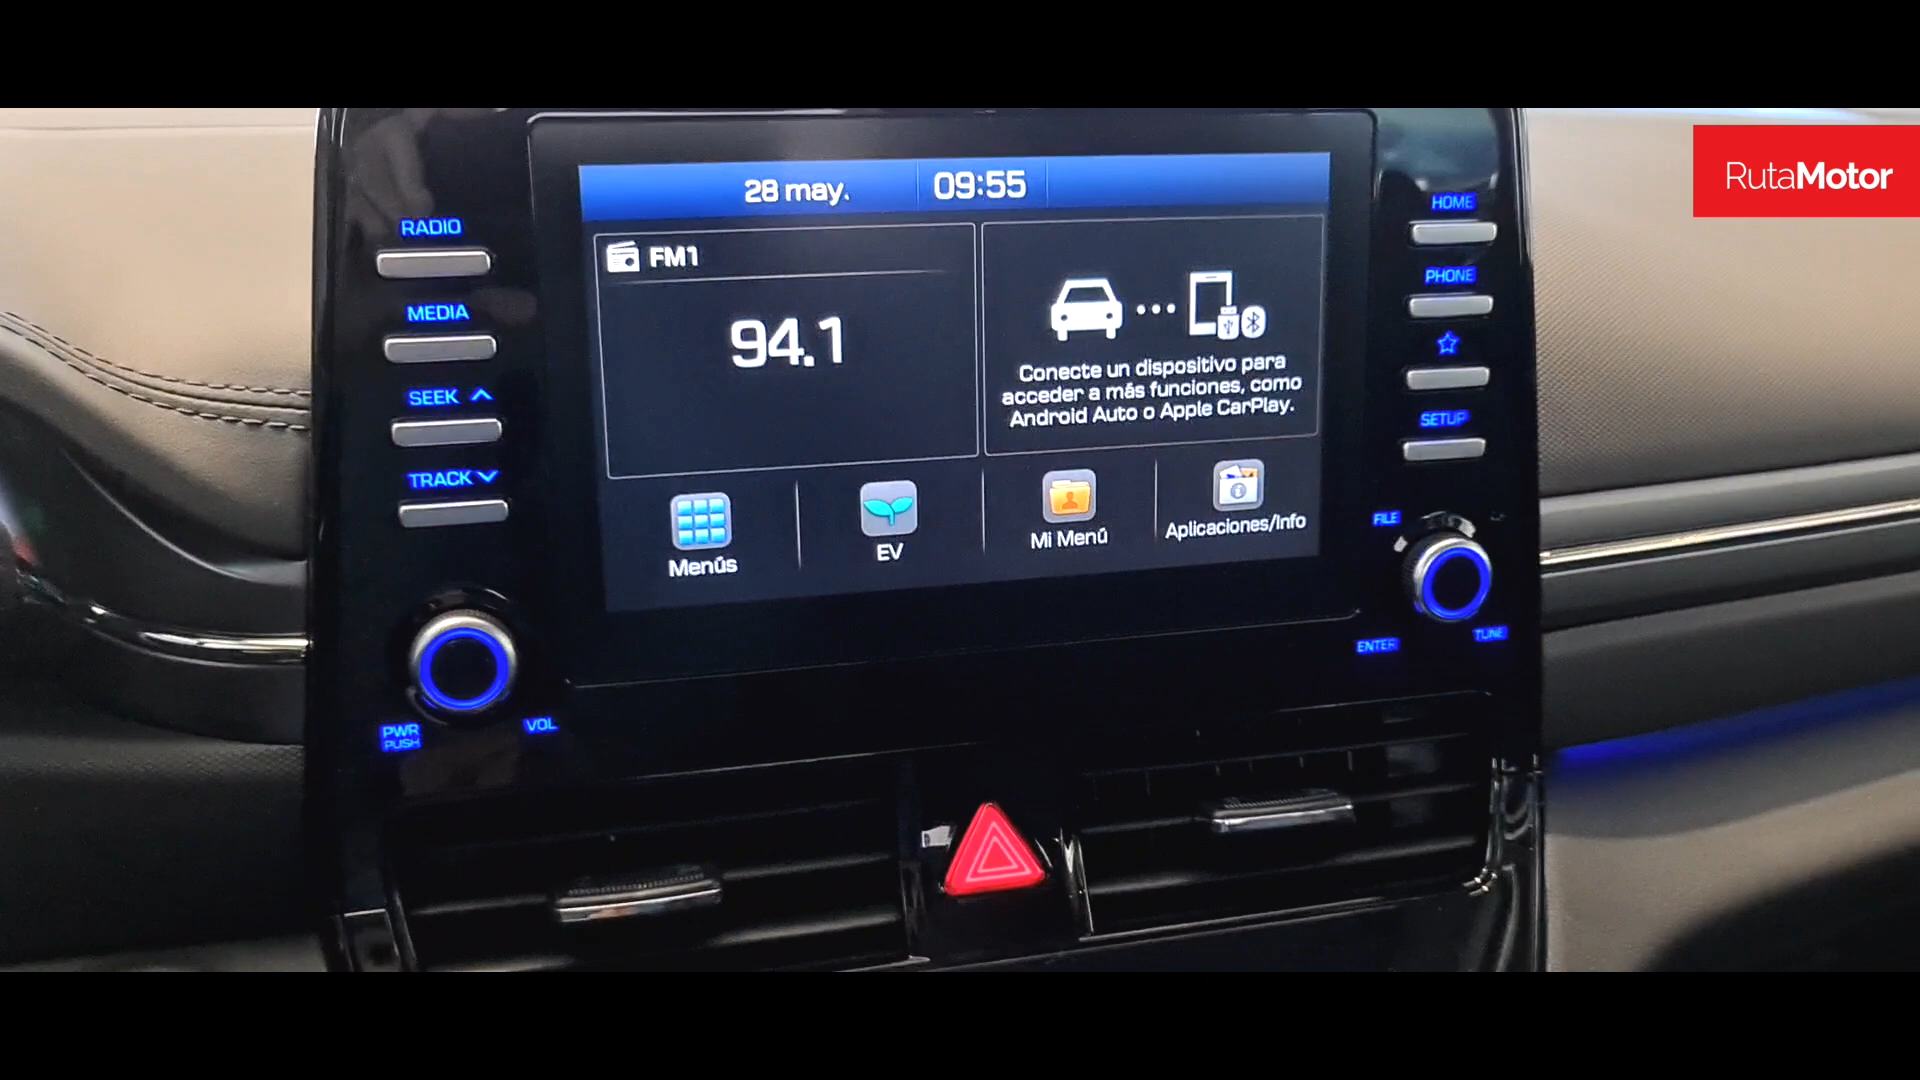 RutaMotor
28 may. 09:55
RADIO
MEDIA
SEEK
TRACK
PWR
PUSH
VOL
FM1
94.1
Conecte un dispositivo para
acceder a más funciones, como
Android Auto o Apple CarPlay.
Menús
EV
Mi Menú
Aplicaciones/Info
HOME
PHONE
SETUP
FILE
ENTER
TUNE